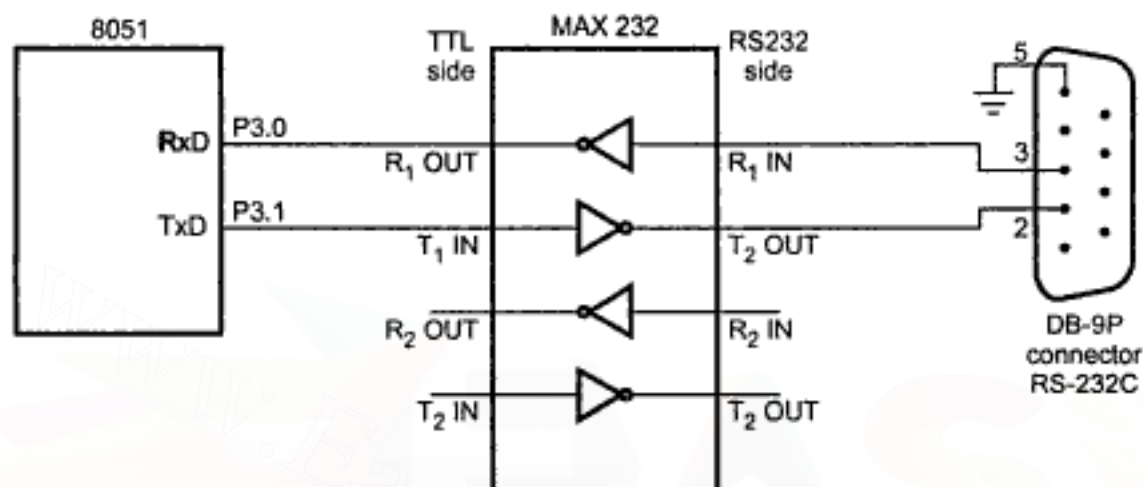 8051
RxD
P3.0
TxD
P3.1
TTL
side
MAX 232
RS232
side
R1 OUT
R1 IN
T1 IN
T2 OUT
R2 OUT
R2 IN
T2 IN
T2 OUT
5
3
2
DB-9P
connector
RS-232C